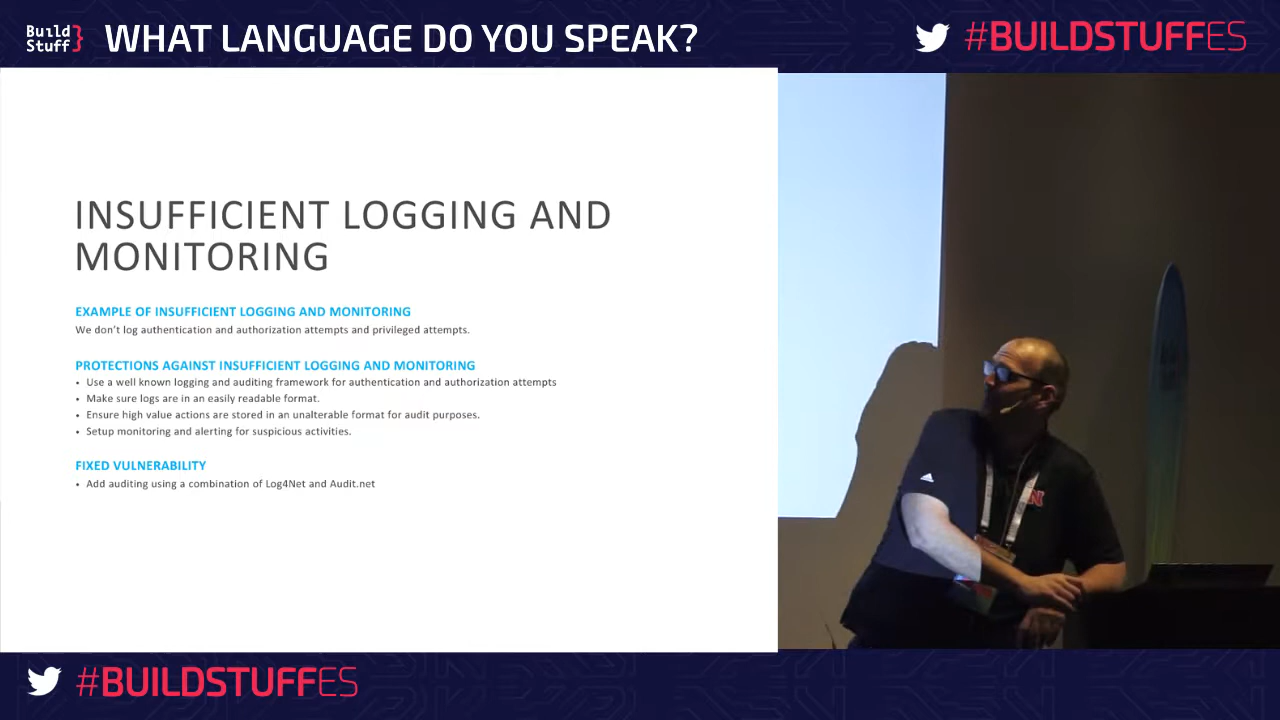 Build
Stuff}
WHAT LANGUAGE DO YOU SPEAK?
#BUILDSTUFFES
INSUFFICIENT LOGGING AND
MONITORING
EXAMPLE OF INSUFFICIENT LOGGING AND MONITORING
We don't log authentication and authorization attempts and privileged attempts.
PROTECTIONS AGAINST INSUFFICIENT LOGGING AND MONITORING
• Use a well known logging and auditing framework for authentication and authorization attempts
• Make sure logs are in an easily readable format.
• Ensure high value actions are stored in an unalterable format for audit purposes.
• Setup monitoring and alerting for suspicious activities.
FIXED VULNERABILITY
• Add auditing using a combination of Log4Net and Audit.net
N
#BUILDSTUFFES